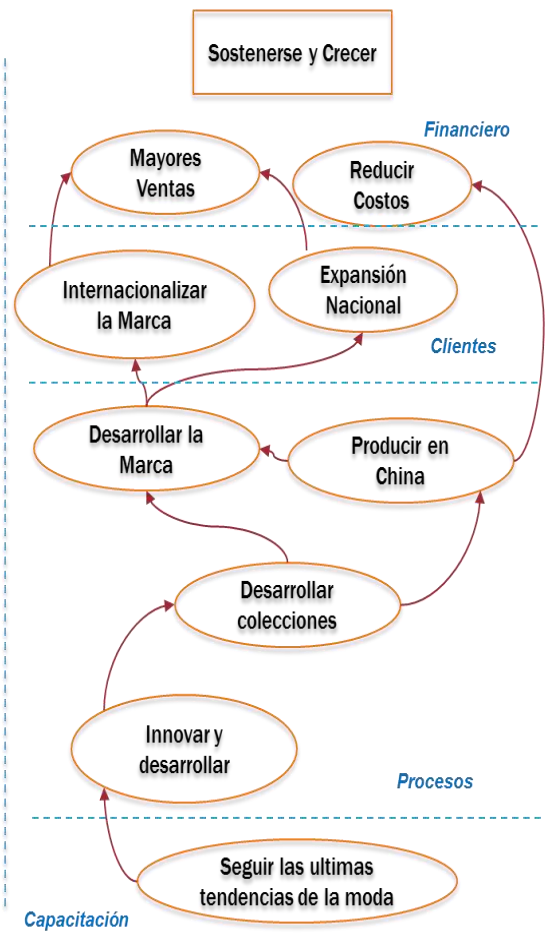 Sostenerse y Crecer
Financiero
Mayores
Ventas
Reducir
Costos
Internacionalizar
la Marca
Expansión
Nacional
Clientes
Desarrollar la
Marca
Producir en
China
Desarrollar
colecciones
Innovar y
desarrollar
Procesos
Seguir las ultimas
tendencias de la moda
Capacitación